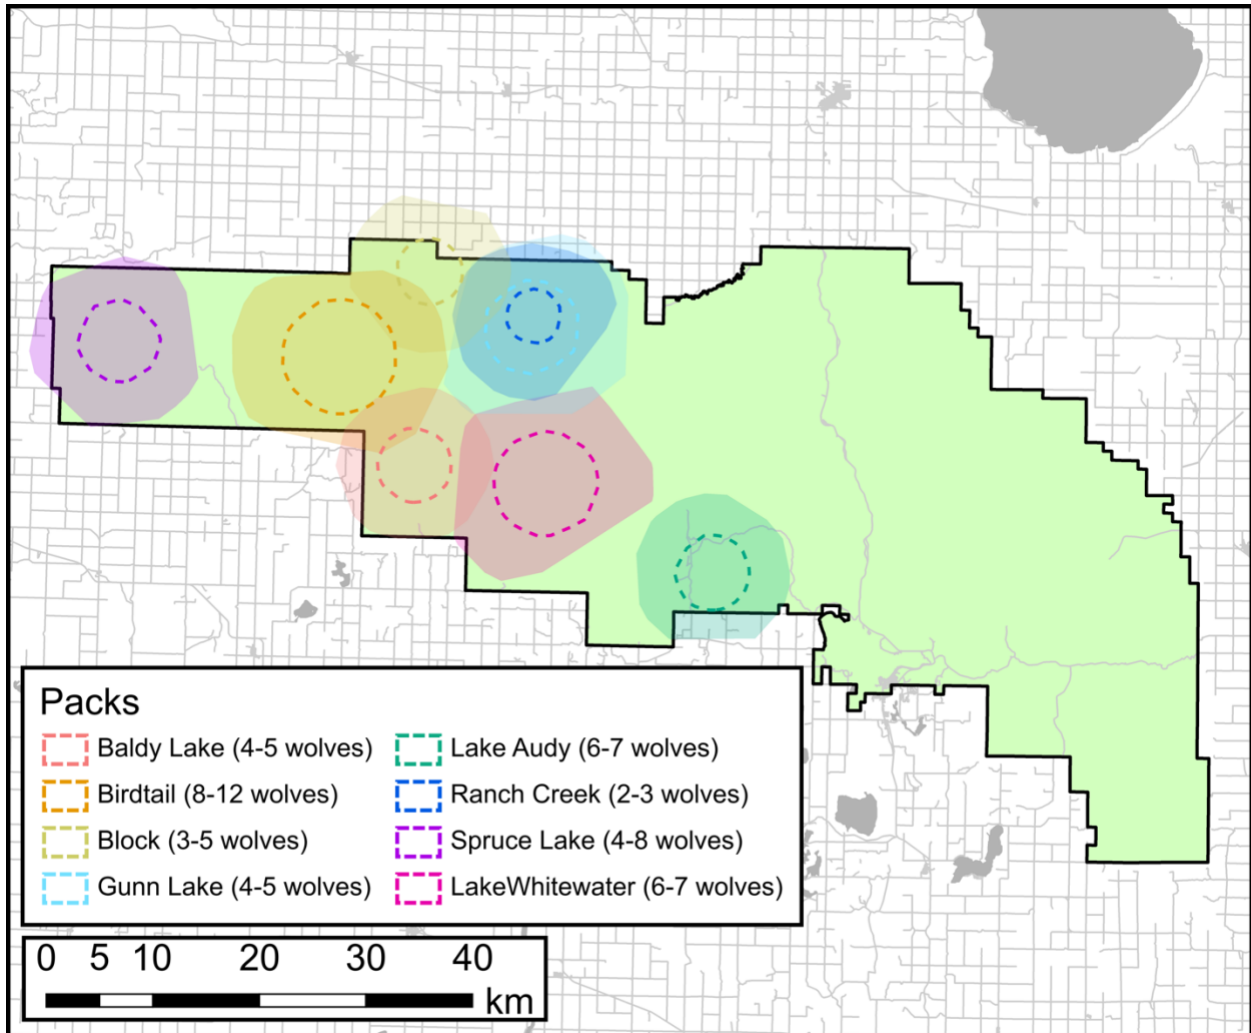 Packs
Baldy Lake (4-5 wolves)
Lake Audy (6-7 wolves)
Birdtail (8-12 wolves)
Ranch Creek (2-3 wolves)
Block (3-5 wolves)
Spruce Lake (4-8 wolves)
Gunn Lake (4-5 wolves)
LakeWhitewater (6-7 wolves)
0 5 10 20 30 40
km